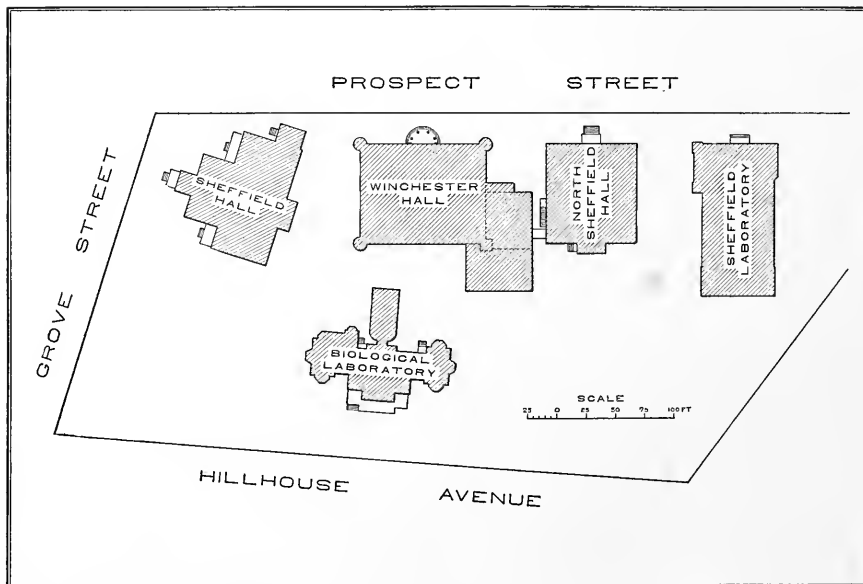 PROSPECT STREET
GROVE STREET
SHEFFIELD
HALL
WINCHESTER
HALL
NORTH
SHEFFIELD
HALL
SHEFFIELD
LABORATORY
BIOLOGICAL
LABORATORY
SCALE
25 0 25 50 75 100 FT
HILLHOUSE AVENUE